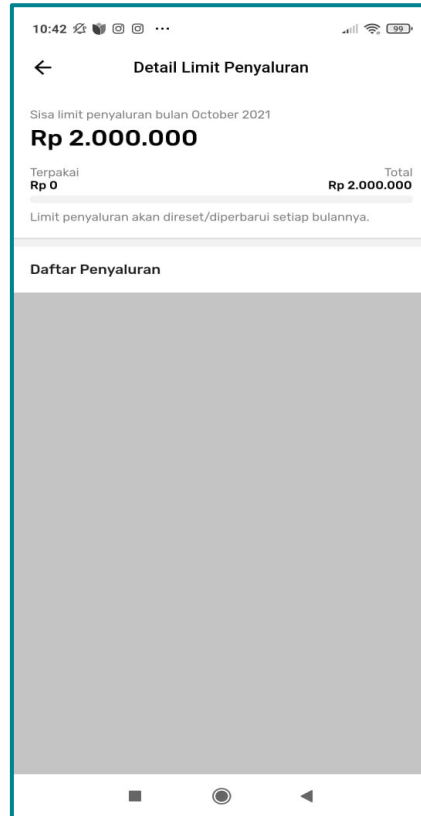 10:42 ... 99
Detail Limit Penyaluran
Sisa limit penyaluran bulan October 2021
Rp 2.000.000
Terpakai Total
Rp 0 Rp 2.000.000
Limit penyaluran akan direset/diperbarui setiap bulannya.
Daftar Penyaluran